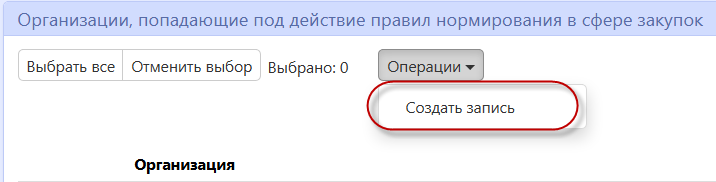 Организации, попадающие под действие правил нормирования в сфере закупок
Выбрать все Отменить выбор Выбрано: 0 Операции
Создать запись
Организация